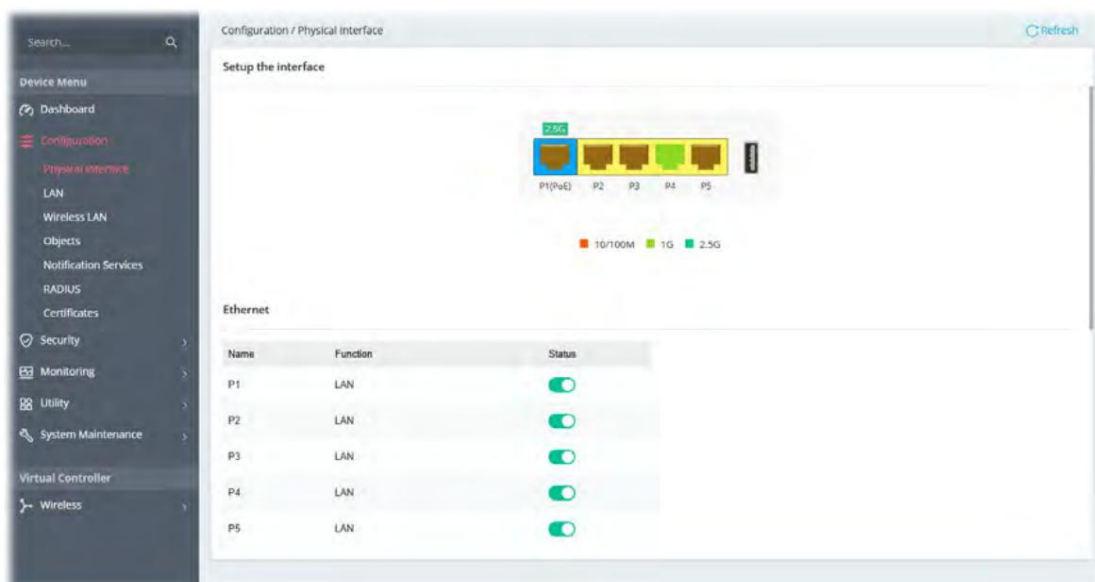 Search...
Configuration / Physical Interface
Refresh
Setup the interface
Device Menu
Dashboard
Configuration
Physical Interface
LAN
Wireless LAN
Objects
Notification Services
RADIUS
Certificates
Security
Monitoring
Utility
System Maintenance
Virtual Controller
Wireless
2.5G
P1(PoE) P2 P3 P4 P5
10/100M 1G 2.5G
Ethernet
Name Function Status
P1 LAN
P2 LAN
P3 LAN
P4 LAN
P5 LAN